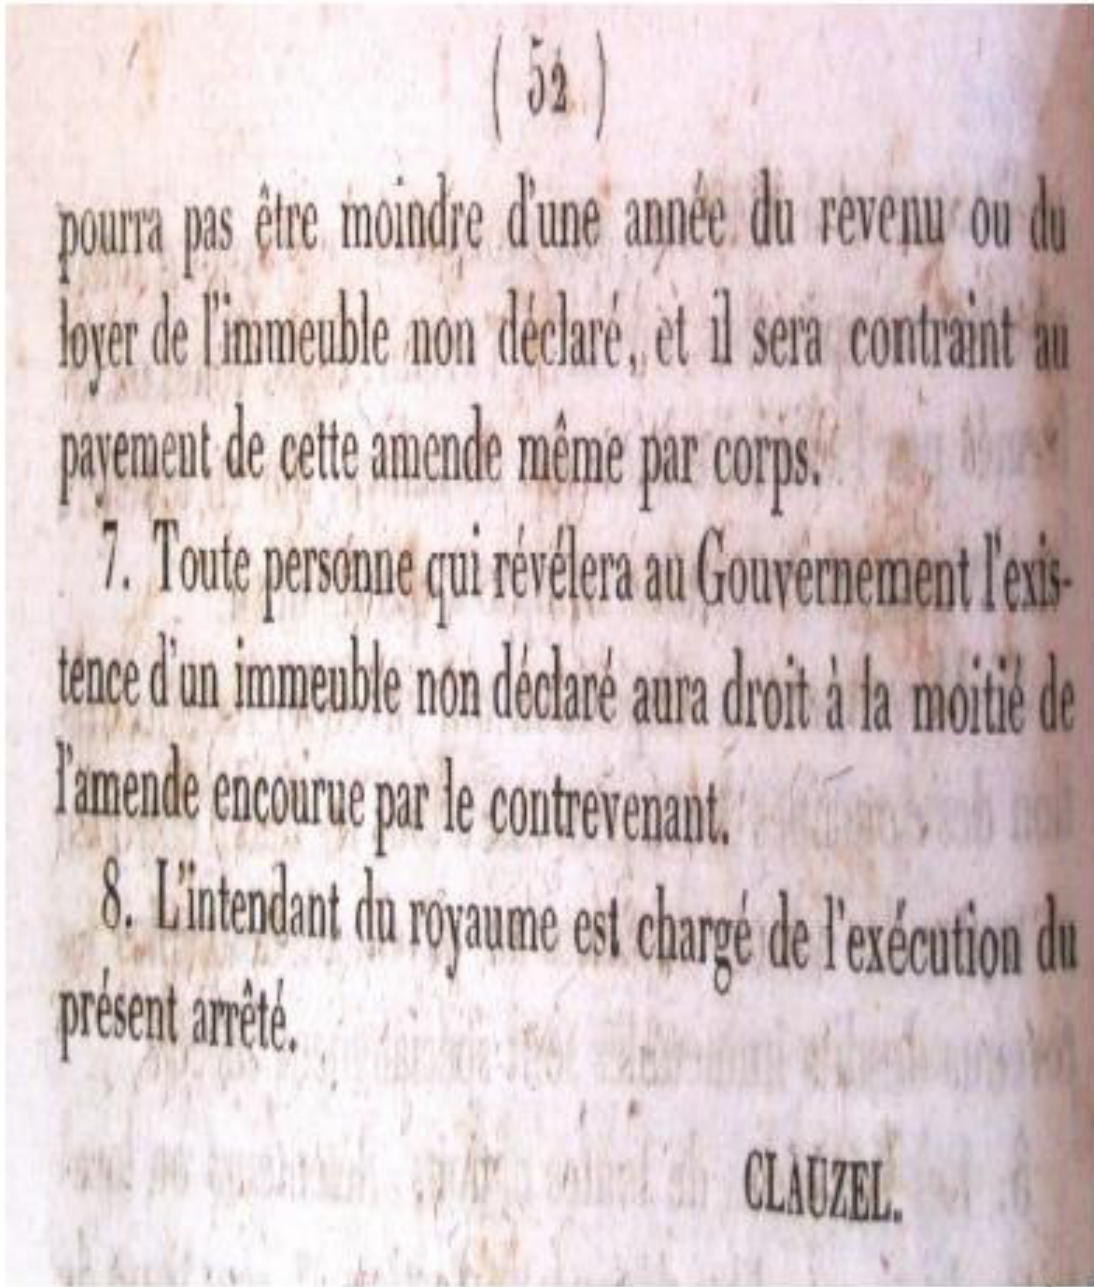 ( 52 )
pourra pas être moindre d'une année du revenu ou du
loyer de l'immeuble non déclaré, et il sera contraint au
payement de cette amende même par corps.
7. Toute personne qui révélera au Gouvernement l'exis-
tence d'un immeuble non déclaré aura droit à la moitié de
l'amende encourue par le contrevenant.
8. L'intendant du royaume est chargé de l'exécution du
présent arrêté.
CLAUZEL.